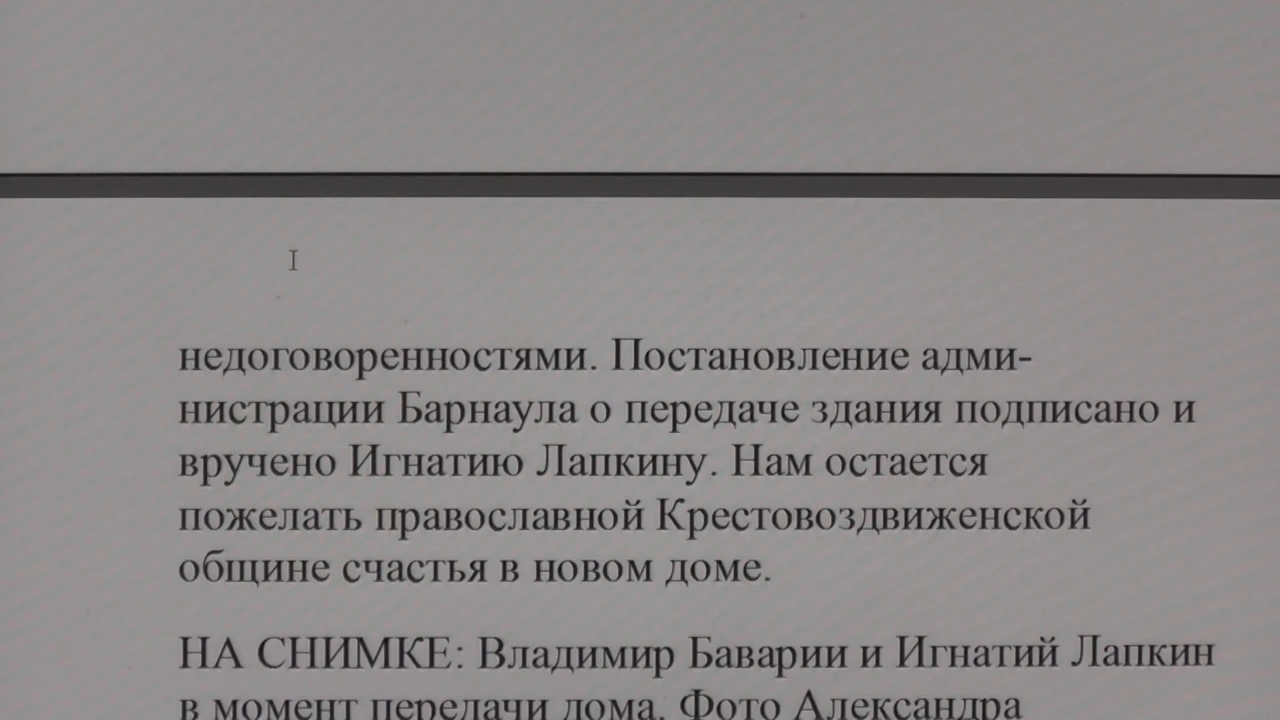 недоговоренностями. Постановление адми-
нистрации Барнаула о передаче здания подписано и
вручено Игнатию Лапкину. Нам остается
пожелать православной Крестовоздвиженской
общине счастья в новом доме.
НА СНИМКЕ: Владимир Баварии и Игнатий Лапкин
в момент передачи дома. Фото Александра